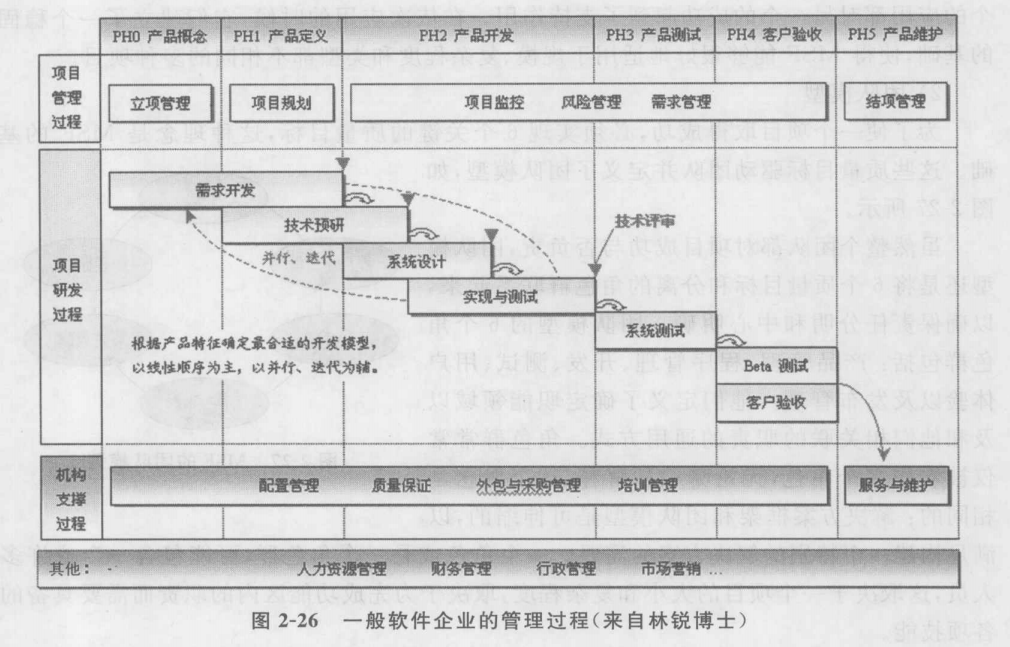 PH0 产品概念 PH1 产品定义 PH2 产品开发 PH3 产品测试 PH4 客户验收 PH5 产品维护
项目
管理
过程
立项管理 项目规划 项目监控 风险管理 需求管理 结项管理
项目
研发
过程
需求开发
技术预研
并行、迭代
系统设计
实现与测试
技术评审
系统测试
Beta 测试
客户验收
根据产品特征确定最合适的开发模型,
以线性顺序为主,以并行、迭代为辅。
机构
支撑
过程
配置管理 质量保证 外包与采购管理 培训管理 服务与维护
其他: 人力资源管理 财务管理 行政管理 市场营销 ...
图 2-26 一般软件企业的管理过程(来自林锐博士)